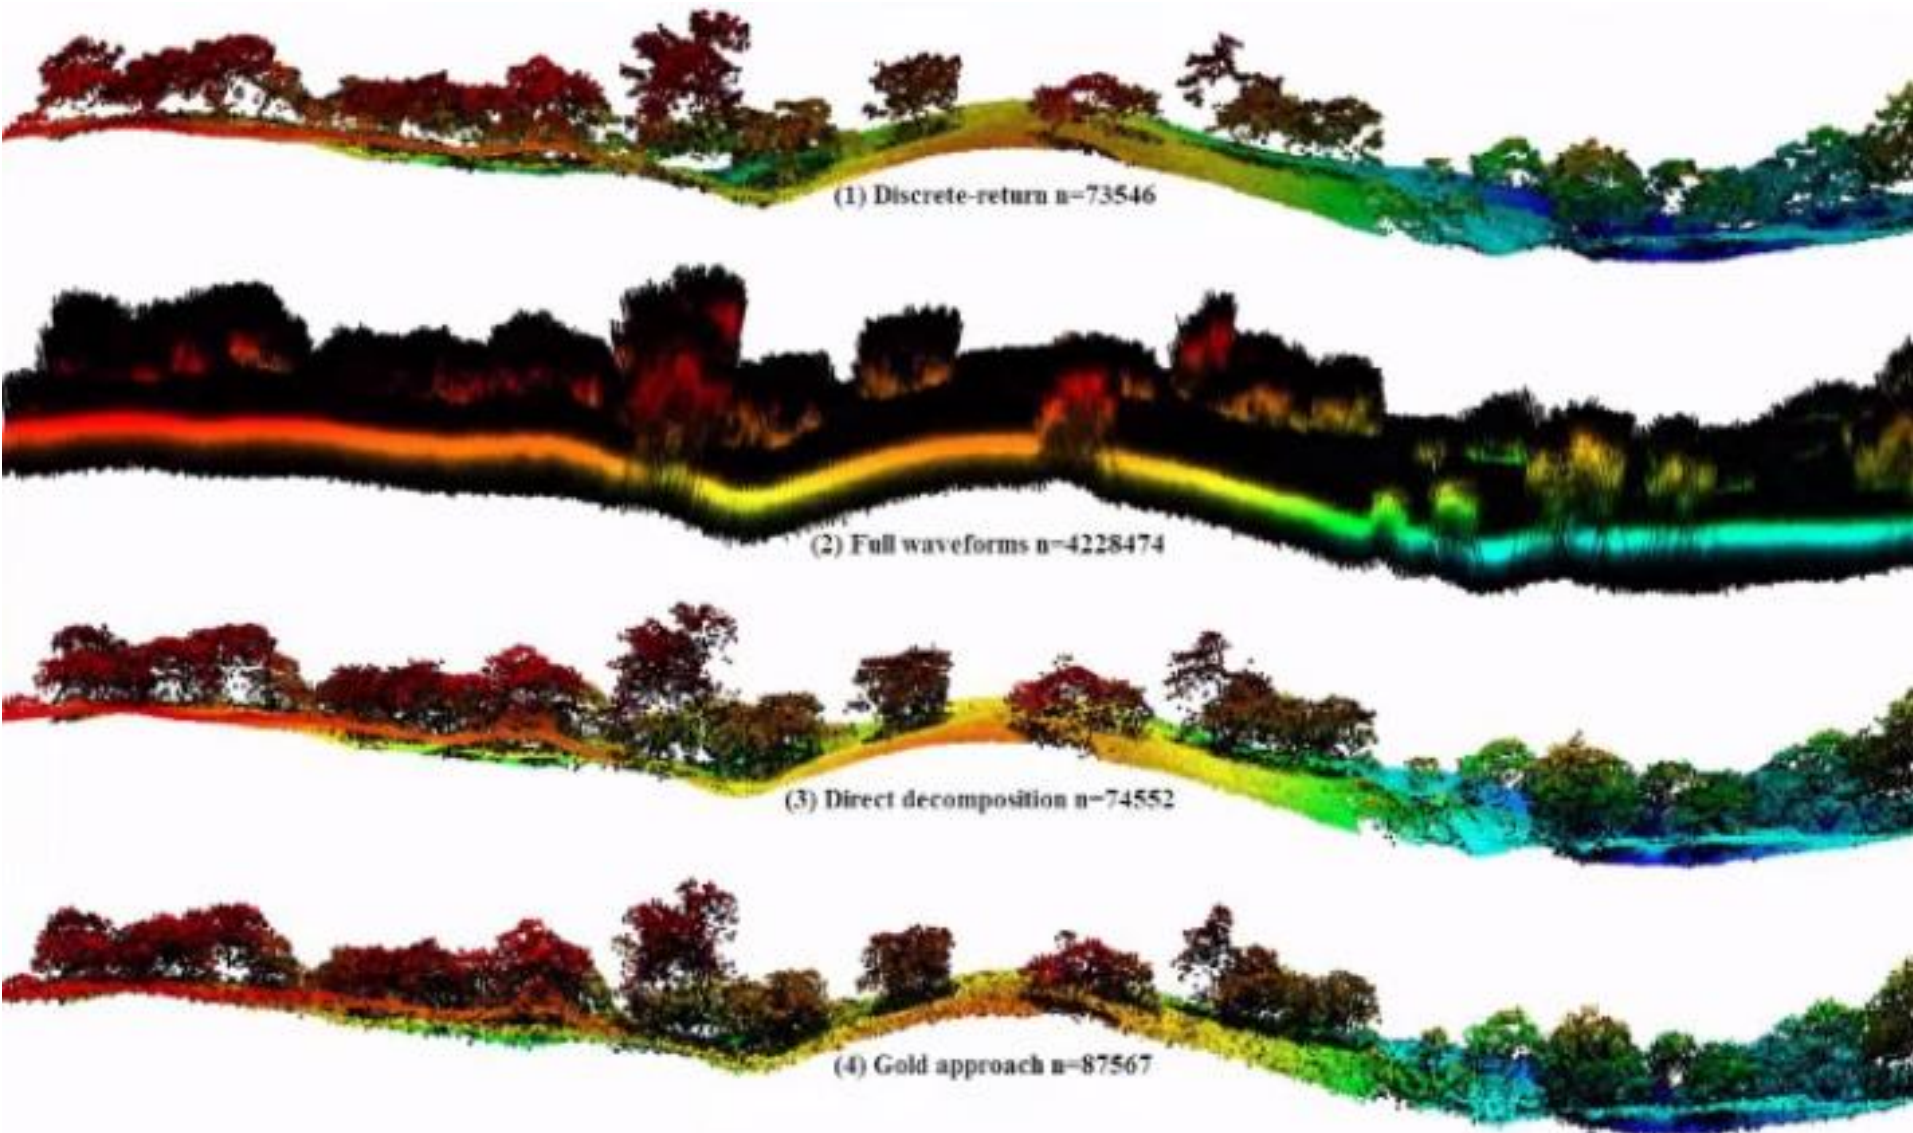 (1) Discrete-return n=73546
(2) Full waveforms n=4228474
(3) Direct decomposition n=74552
(4) Gold approach n=87567